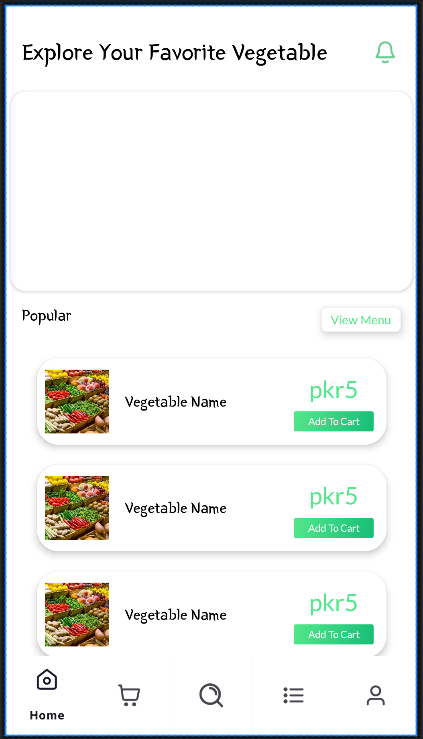 Explore Your Favorite Vegetable
Popular
View Menu
Vegetable Name
pkr5
Add To Cart
Vegetable Name
pkr5
Add To Cart
Vegetable Name
pkr5
Add To Cart
Home